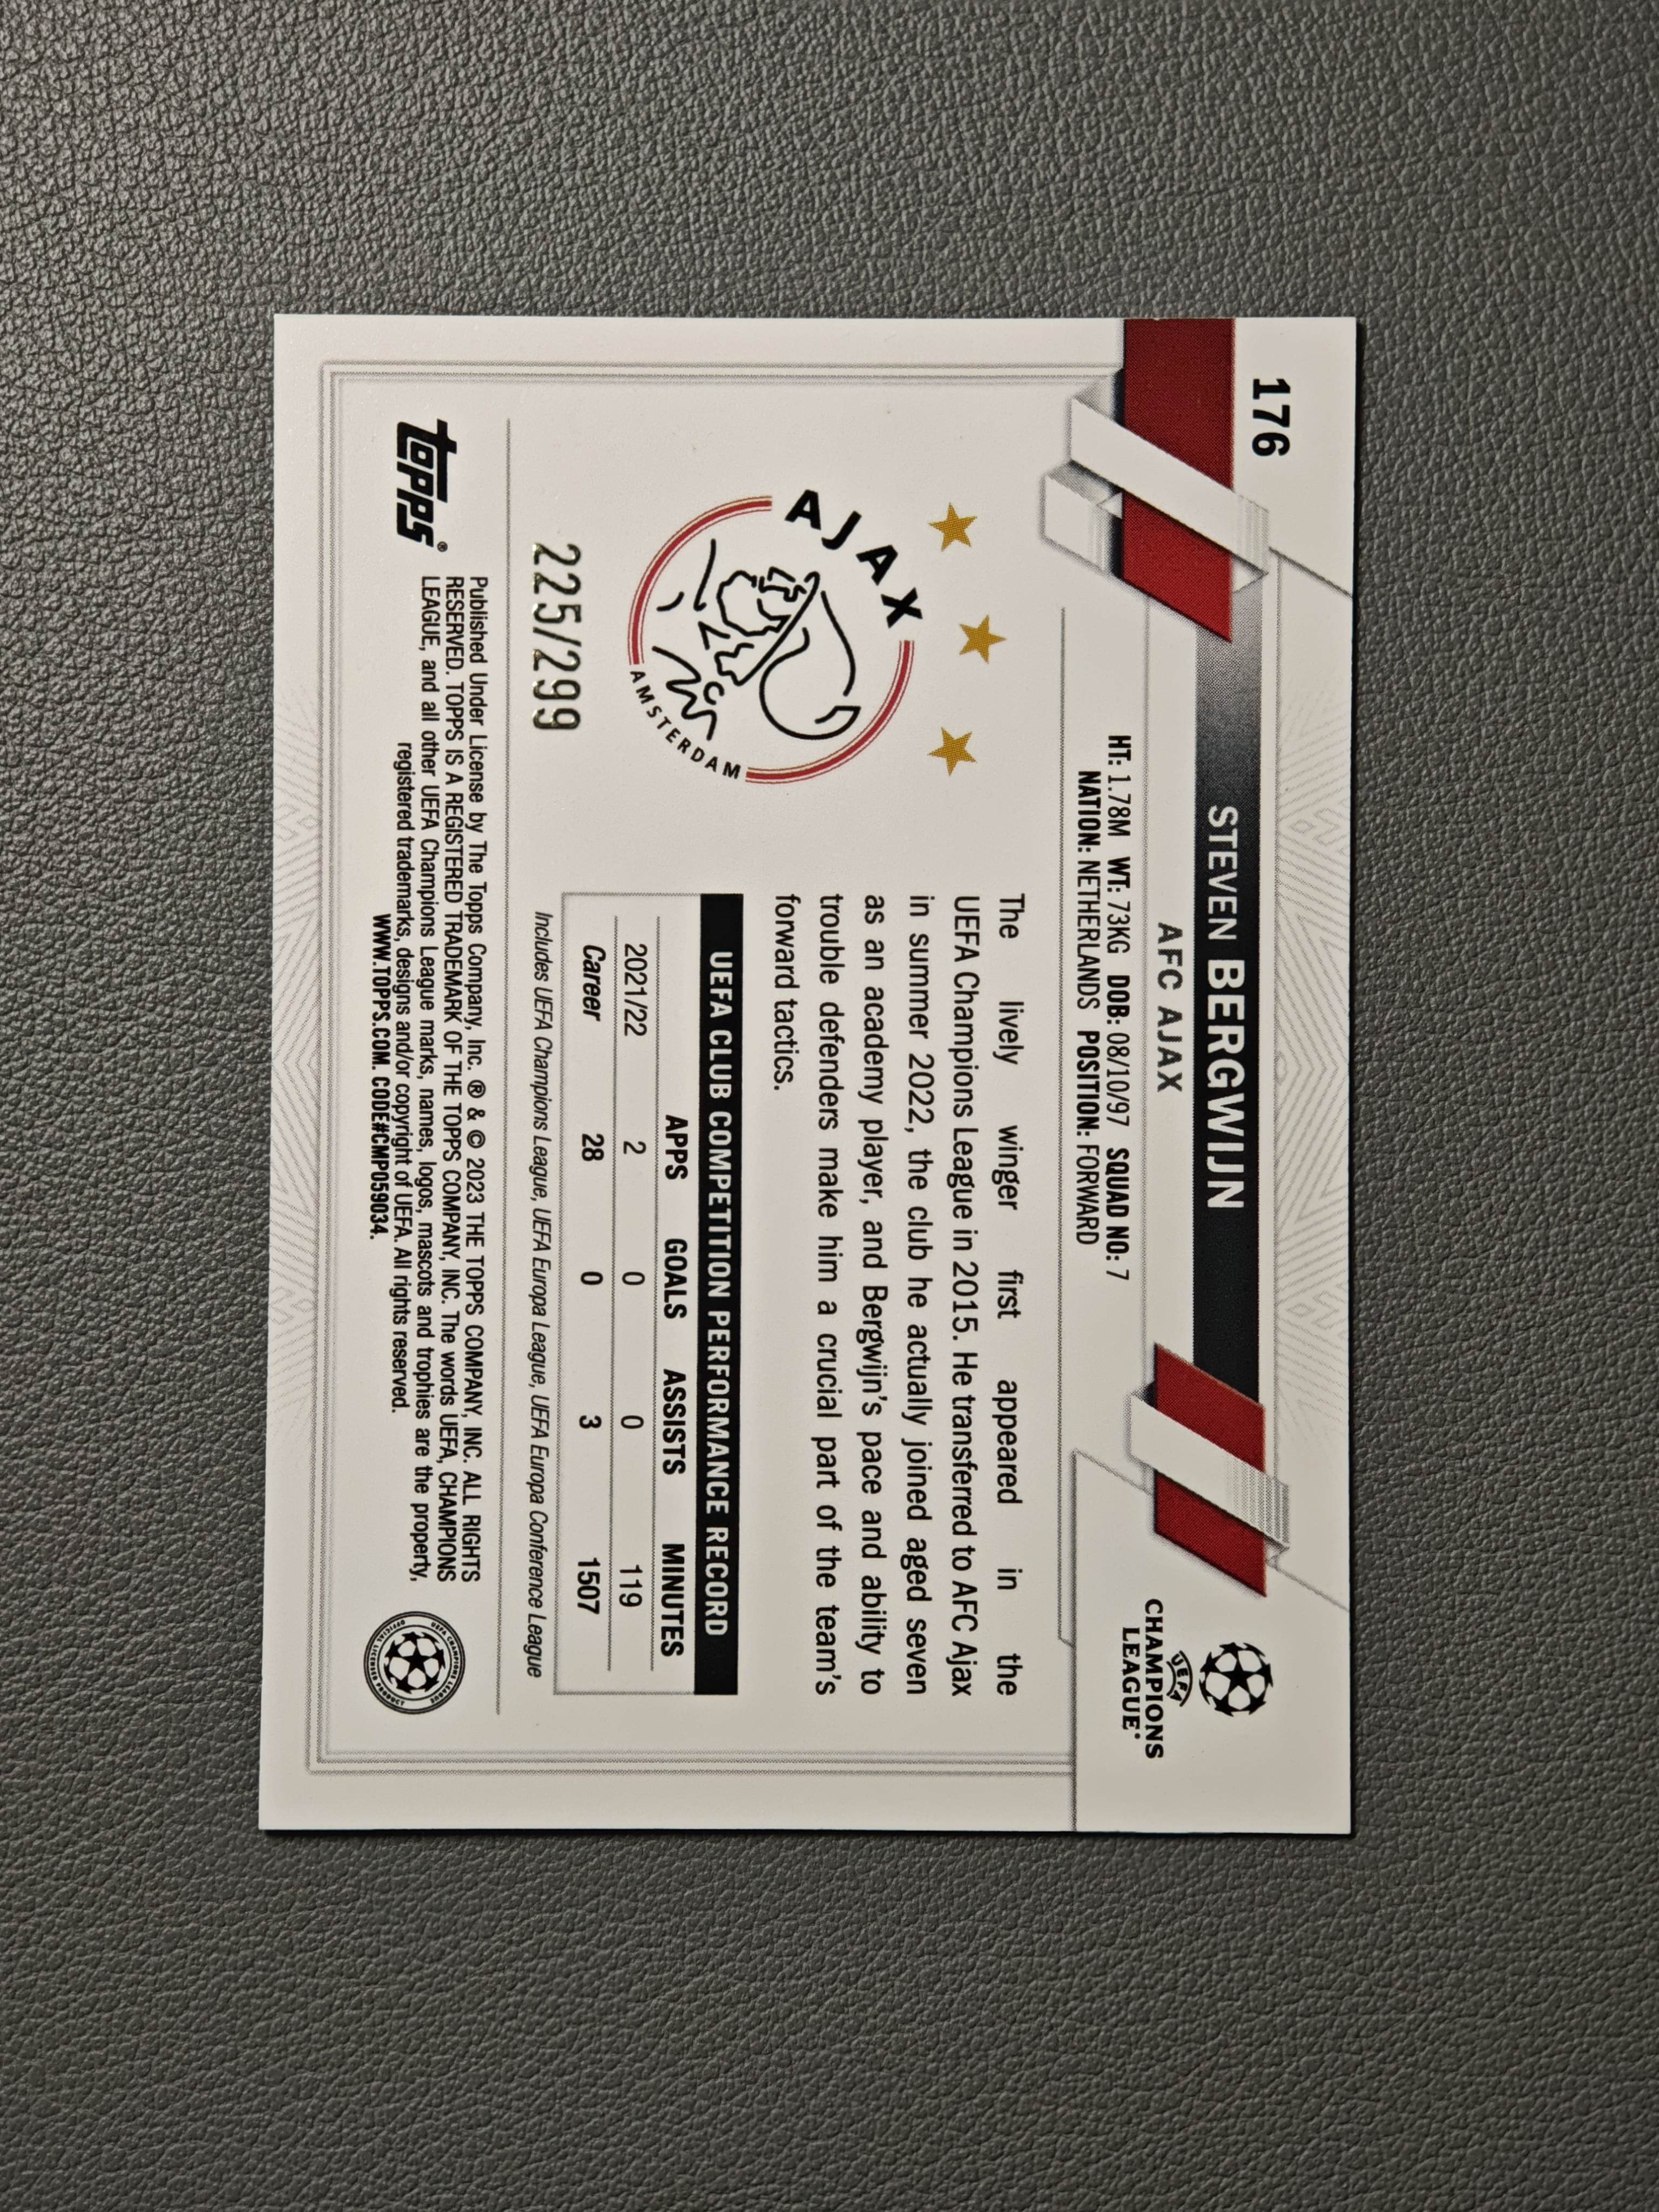 176
STEVEN BERGWIJN
AFC AJAX
UEFA
CHAMPIONS
LEAGUE®
HT: 1.78M WT: 73KG DOB: 08/10/97 SQUAD NO: 7
NATION: NETHERLANDS POSITION: FORWARD
AJAX
AMSTERDAM
225/299
The lively winger first appeared in the
UEFA Champions League in 2015. He transferred to AFC Ajax
in summer 2022, the club he actually joined aged seven
as an academy player, and Bergwijn's pace and ability to
trouble defenders make him a crucial part of the team's
forward tactics.
UEFA CLUB COMPETITION PERFORMANCE RECORD
APPS GOALS ASSISTS MINUTES
2021/22 2 0 0 119
Career 28 0 3 1507
Includes UEFA Champions League, UEFA Europa League, UEFA Europa Conference League
topps®
Published Under License by The Topps Company, Inc. ® & © 2023 THE TOPPS COMPANY, INC. ALL RIGHTS
RESERVED. TOPPS IS A REGISTERED TRADEMARK OF THE TOPPS COMPANY, INC. The words UEFA, CHAMPIONS
LEAGUE, and all other UEFA Champions League marks, names, logos, mascots and trophies are the property,
registered trademarks, designs and/or copyright of UEFA. All rights reserved.
WWW.TOPPS.COM. CODE#CMP059034.
UEFA CHAMPIONS LEAGUE
OFFICIAL LICENSED PRODUCT